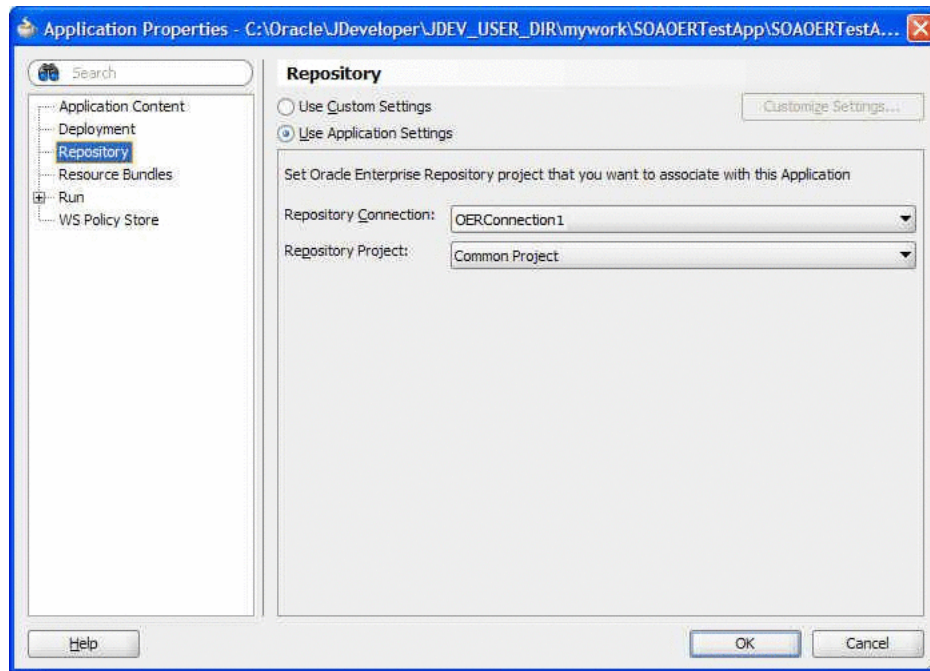 Application Properties - C:\Oracle\JDeveloper\JDEV_USER_DIR\mywork\SOAOERTestApp\SOAOERTestA...
Search
Application Content
Deployment
Repository
Resource Bundles
Run
WS Policy Store
Repository
Use Custom Settings
Customize Settings...
Use Application Settings
Set Oracle Enterprise Repository project that you want to associate with this Application
Repository Connection: OERConnection1
Repository Project: Common Project
Help
OK
Cancel